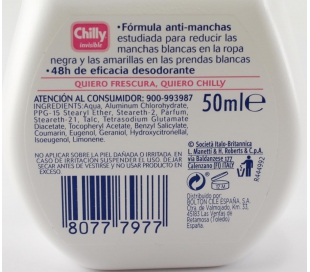 Chilly
invisible
•Fórmula anti-manchas
estudiada para reducir las
manchas blancas en la ropa
negra y las amarillas en las prendas blancas
•48h de eficacia desodorante
QUIERO FRESCURA, QUIERO CHILLY
ATENCIÓN AL CONSUMIDOR: 900-993987
INGREDIENTES: Aqua, Aluminum Chlorohydrate,
PPG-15 Stearyl Ether, Steareth-2, Parfum,
Steareth-21, Talc, Tetrasodium Glutamate
Diacetate, Tocopheryl Acetate, Benzyl Salicylate,
Coumarin, Eugenol, Geraniol, Hydroxycitronellal,
Isoeugenol, Limonene.
50ml℮
NO APLICAR SOBRE LA PIEL DAÑADA O IRRITADA. EN
CASO DE IRRITACIÓN SUSPENDER EL USO. DEJAR
SECAR ANTES DE VESTIRSE Y NO USAR PRODUCTO EN
EXCESO.
© Società Italo-Britannica
L. Manetti & H. Roberts & C.p.A.
via Baldanzese 177
Calenzano (FI) ITALY
12 M
RA44992
Distribuido por:
BOLTON CILE ESPAÑA, S.A.
Ctra. de Valmojado, Km. 33
45181 Las Ventas de
Retamosa (Toledo)
España.
8077 7977